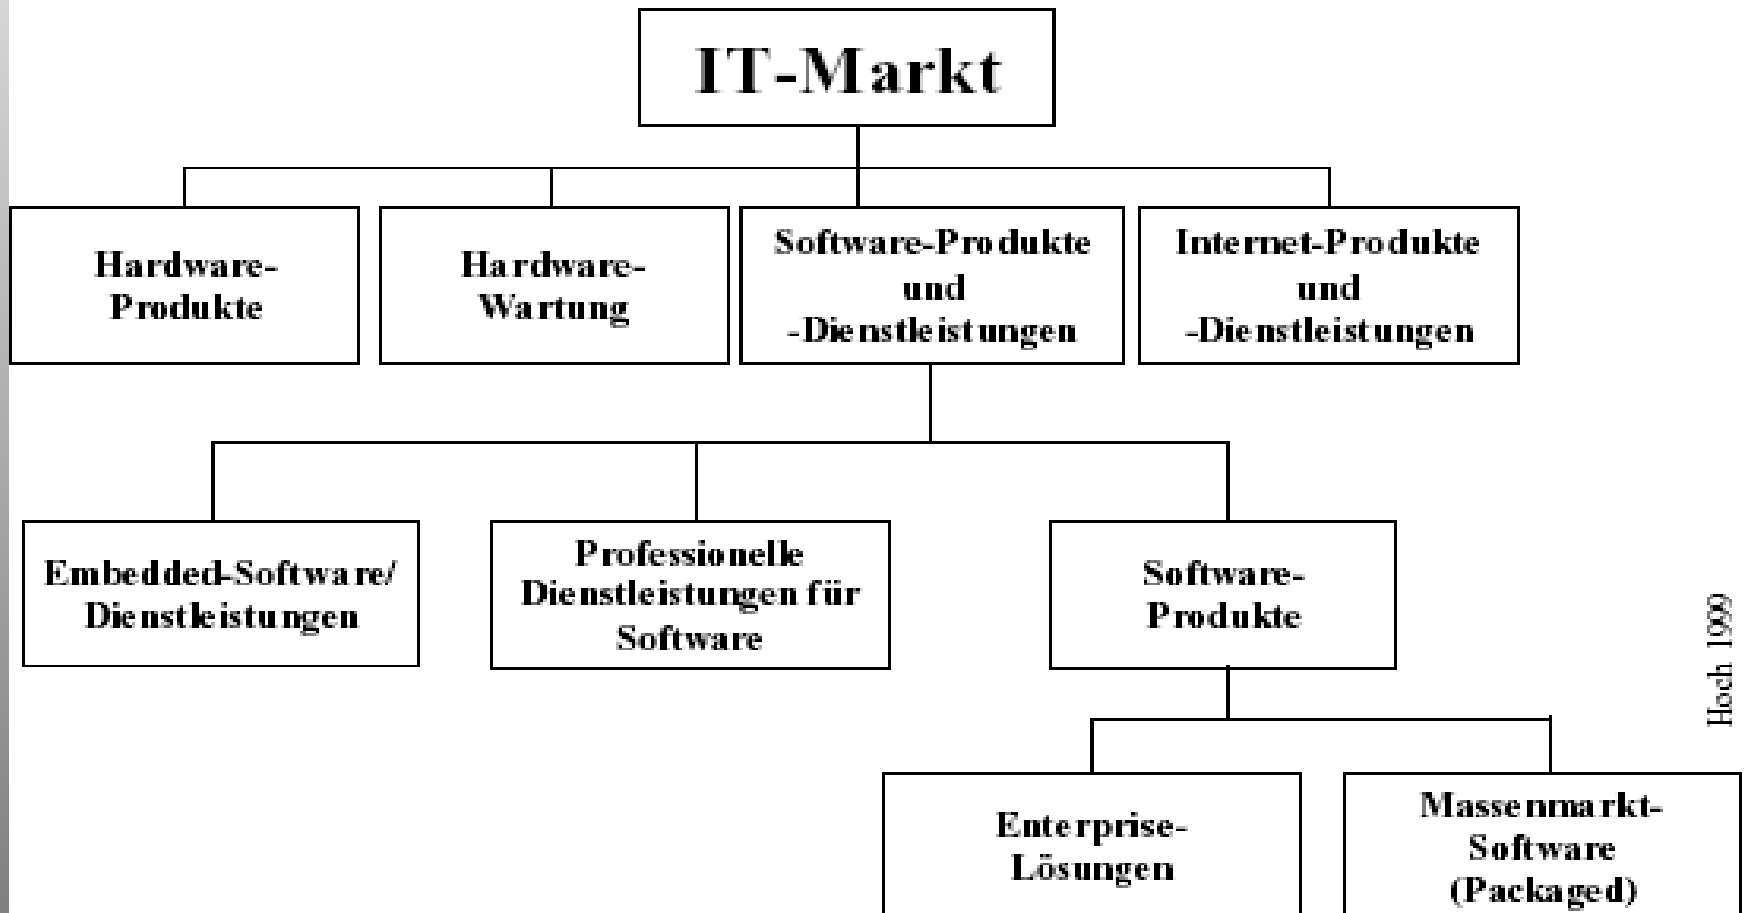 IT-Markt
Hardware-
Produkte
Hardware-
Wartung
Software-Produkte
und
-Dienstleistungen
Internet-Produkte
und
-Dienstleistungen
Embedded-Software/
Dienstleistungen
Professionelle
Dienstleistungen für
Software
Software-
Produkte
Enterprise-
Lösungen
Massenmarkt-
Software
(Packaged)
Hoch 1999